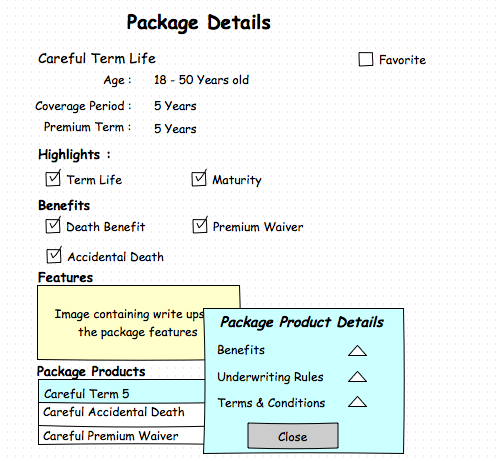 Package Details
Careful Term Life
Favorite
Age : 18 - 50 Years old
Coverage Period : 5 Years
Premium Term : 5 Years
Highlights :
Term Life
Maturity
Benefits
Death Benefit
Premium Waiver
Accidental Death
Features
Image containing write ups
the package features
Package Products
Careful Term 5
Careful Accidental Death
Careful Premium Waiver
Package Product Details
Benefits
Underwriting Rules
Terms & Conditions
Close